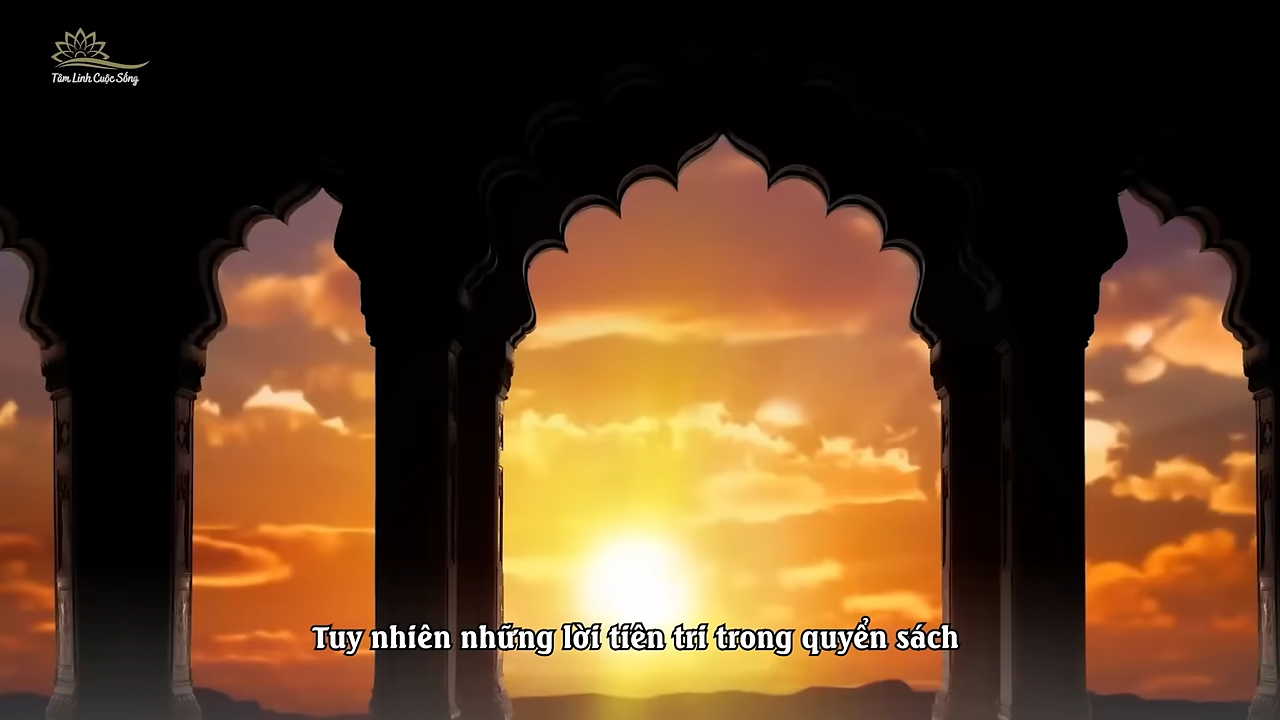 Tâm Linh Cuộc Sống
Tuy nhiên những lời tiên tri trong quyển sách